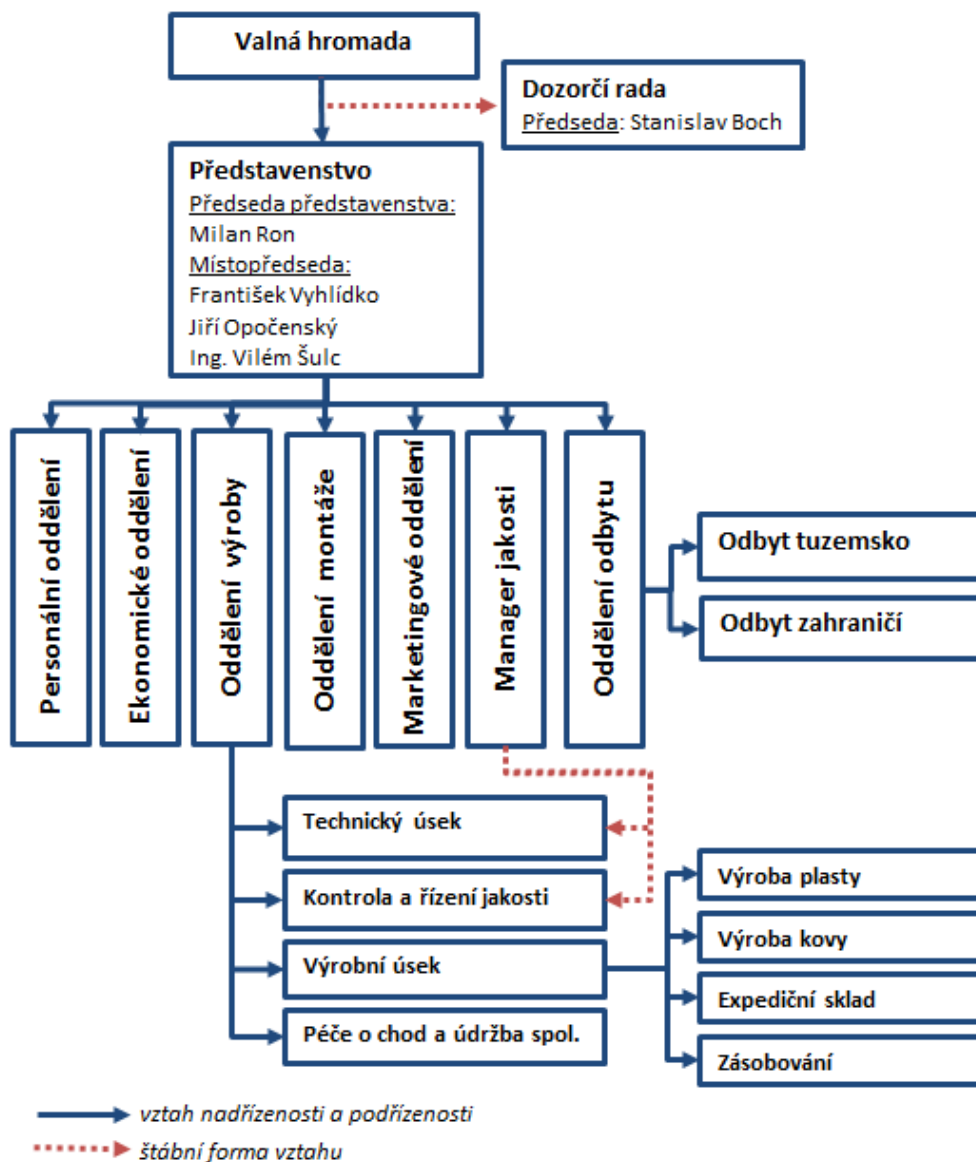 Valná hromada
Dozorčí rada
Předseda: Stanislav Boch
Představenstvo
Předseda představenstva:
Milan Ron
Místopředseda:
František Vyhlídko
Jiří Opočenský
Ing. Vilém Šulc
Personální oddělení
Ekonomické oddělení
Oddělení výroby
Oddělení montáže
Marketingové oddělení
Manager jakosti
Oddělení odbytu
Odbyt tuzemsko
Odbyt zahraničí
Technický úsek
Kontrola a řízení jakosti
Výrobní úsek
Péče o chod a údržba spol.
Výroba plasty
Výroba kovy
Expediční sklad
Zásobování
vztah nadřízenosti a podřízenosti
štábní forma vztahu